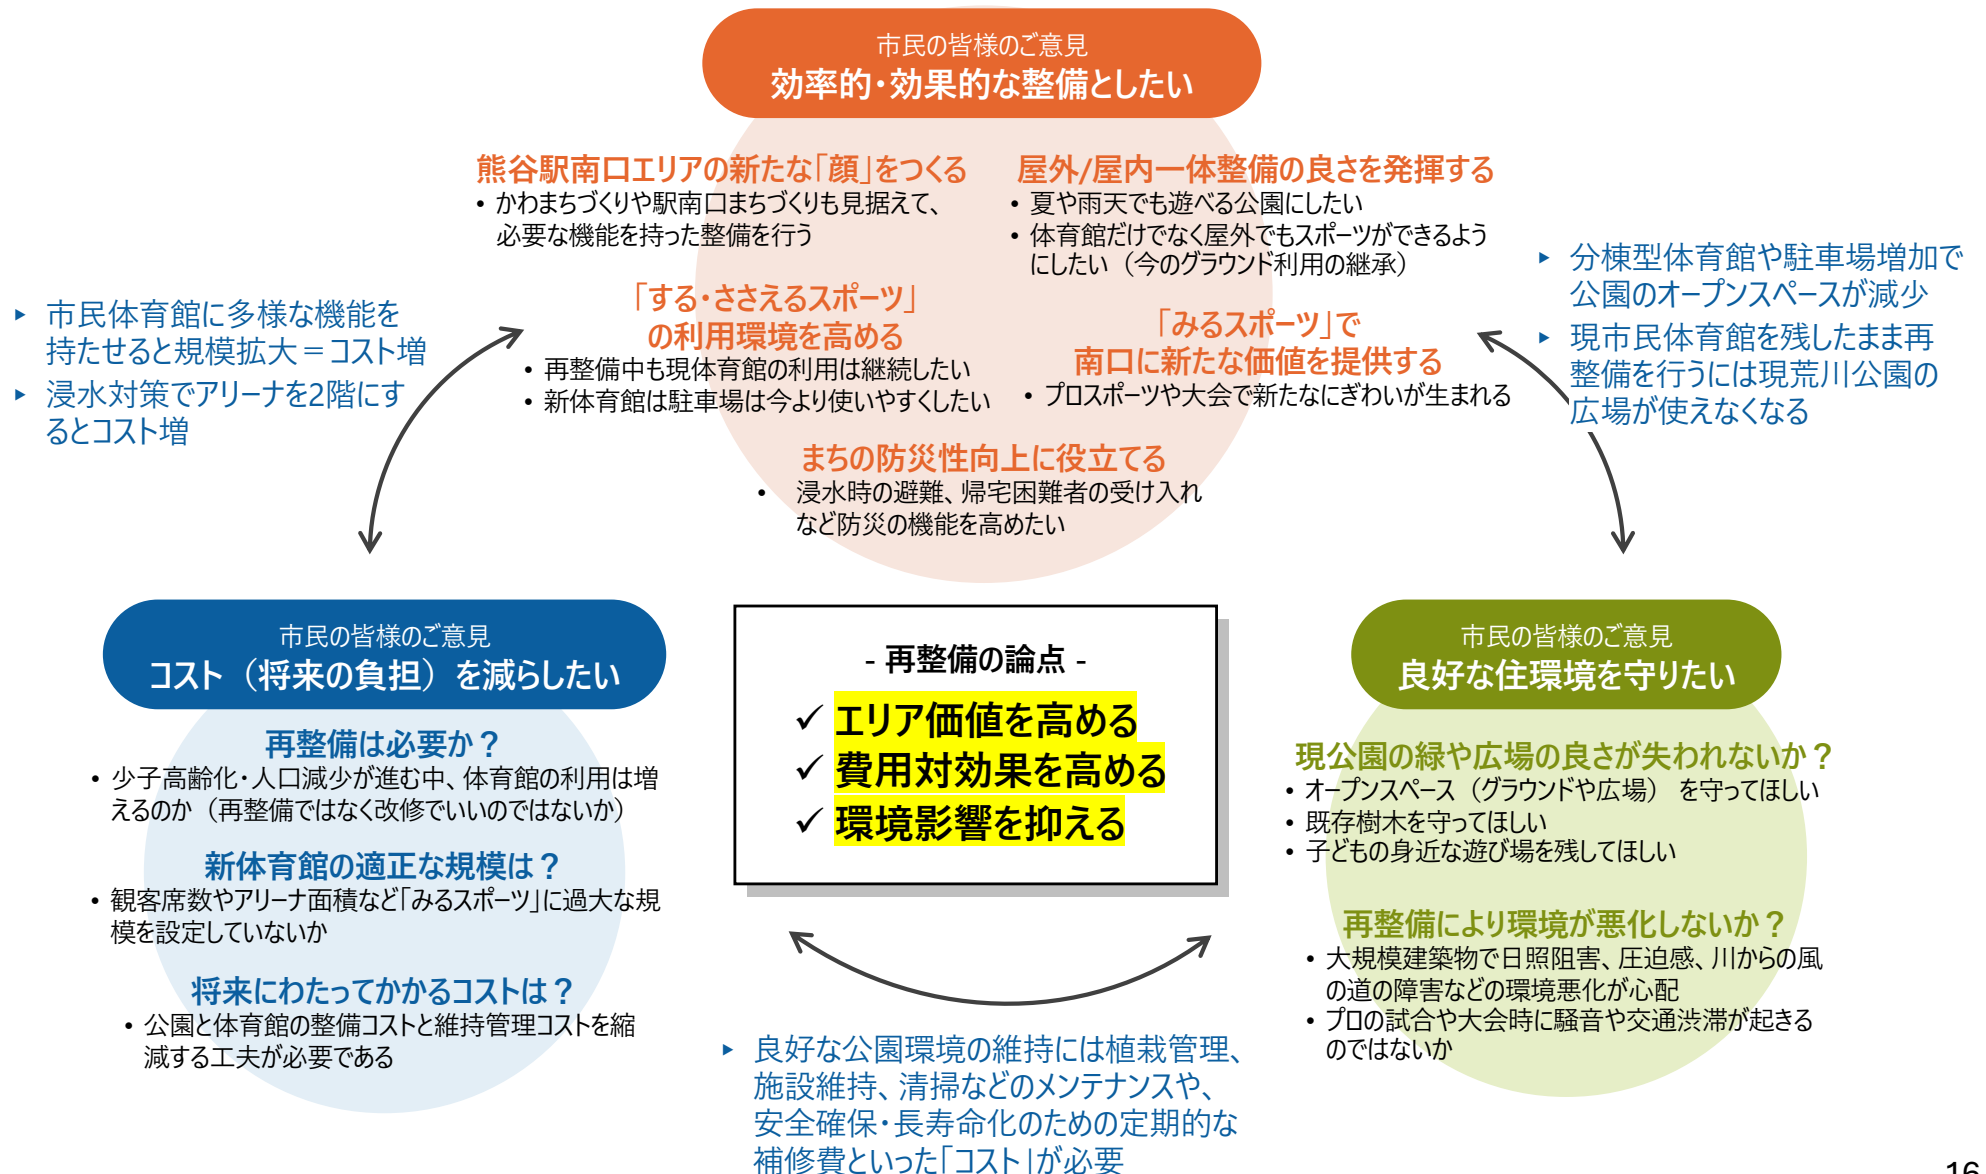 市民の皆様のご意見
効率的・効果的な整備としたい
熊谷駅南口エリアの新たな「顔」をつくる
• かわまちづくりや駅南口まちづくりも見据えて、
必要な機能を持った整備を行う
屋外/屋内一体整備の良さを発揮する
• 夏や雨天でも遊べる公園にしたい
• 体育館だけでなく屋外でもスポーツができるよう
にしたい（今のグラウンド利用の継承）
「する・ささえるスポーツ」
の利用環境を高める
• 再整備中も現体育館の利用は継続したい
• 新体育館は駐車場は今より使いやすくしたい
「みるスポーツ」で
南口に新たな価値を提供する
• プロスポーツや大会で新たなにぎわいが生まれる
まちの防災性向上に役立てる
• 浸水時の避難、帰宅困難者の受け入れ
など防災の機能を高めたい
▸ 市民体育館に多様な機能を
持たせると規模拡大＝コスト増
▸ 浸水対策でアリーナを2階にす
るとコスト増
▸ 分棟型体育館や駐車場増加で
公園のオープンスペースが減少
▸ 現市民体育館を残したまま再
整備を行うには現荒川公園の
広場が使えなくなる
市民の皆様のご意見
コスト（将来の負担）を減らしたい
再整備は必要か？
• 少子高齢化・人口減少が進む中、体育館の利用は増
えるのか（再整備ではなく改修でいいのではないか）
新体育館の適正な規模は？
• 観客席数やアリーナ面積など「みるスポーツ」に過大な規
模を設定していないか
将来にわたってかかるコストは？
• 公園と体育館の整備コストと維持管理コストを縮
減する工夫が必要である
- 再整備の論点 -
✓ エリア価値を高める
✓ 費用対効果を高める
✓ 環境影響を抑える
市民の皆様のご意見
良好な住環境を守りたい
現公園の緑や広場の良さが失われないか？
• オープンスペース（グラウンドや広場） を守ってほしい
• 既存樹木を守ってほしい
• 子どもの身近な遊び場を残してほしい
再整備により環境が悪化しないか？
• 大規模建築物で日照阻害、圧迫感、川からの風
の道の障害などの環境悪化が心配
• プロの試合や大会時に騒音や交通渋滞が起きる
のではないか
▸ 良好な公園環境の維持には植栽管理、
施設維持、清掃などのメンテナンスや、
安全確保・長寿命化のための定期的な
補修費といった「コスト」が必要
16